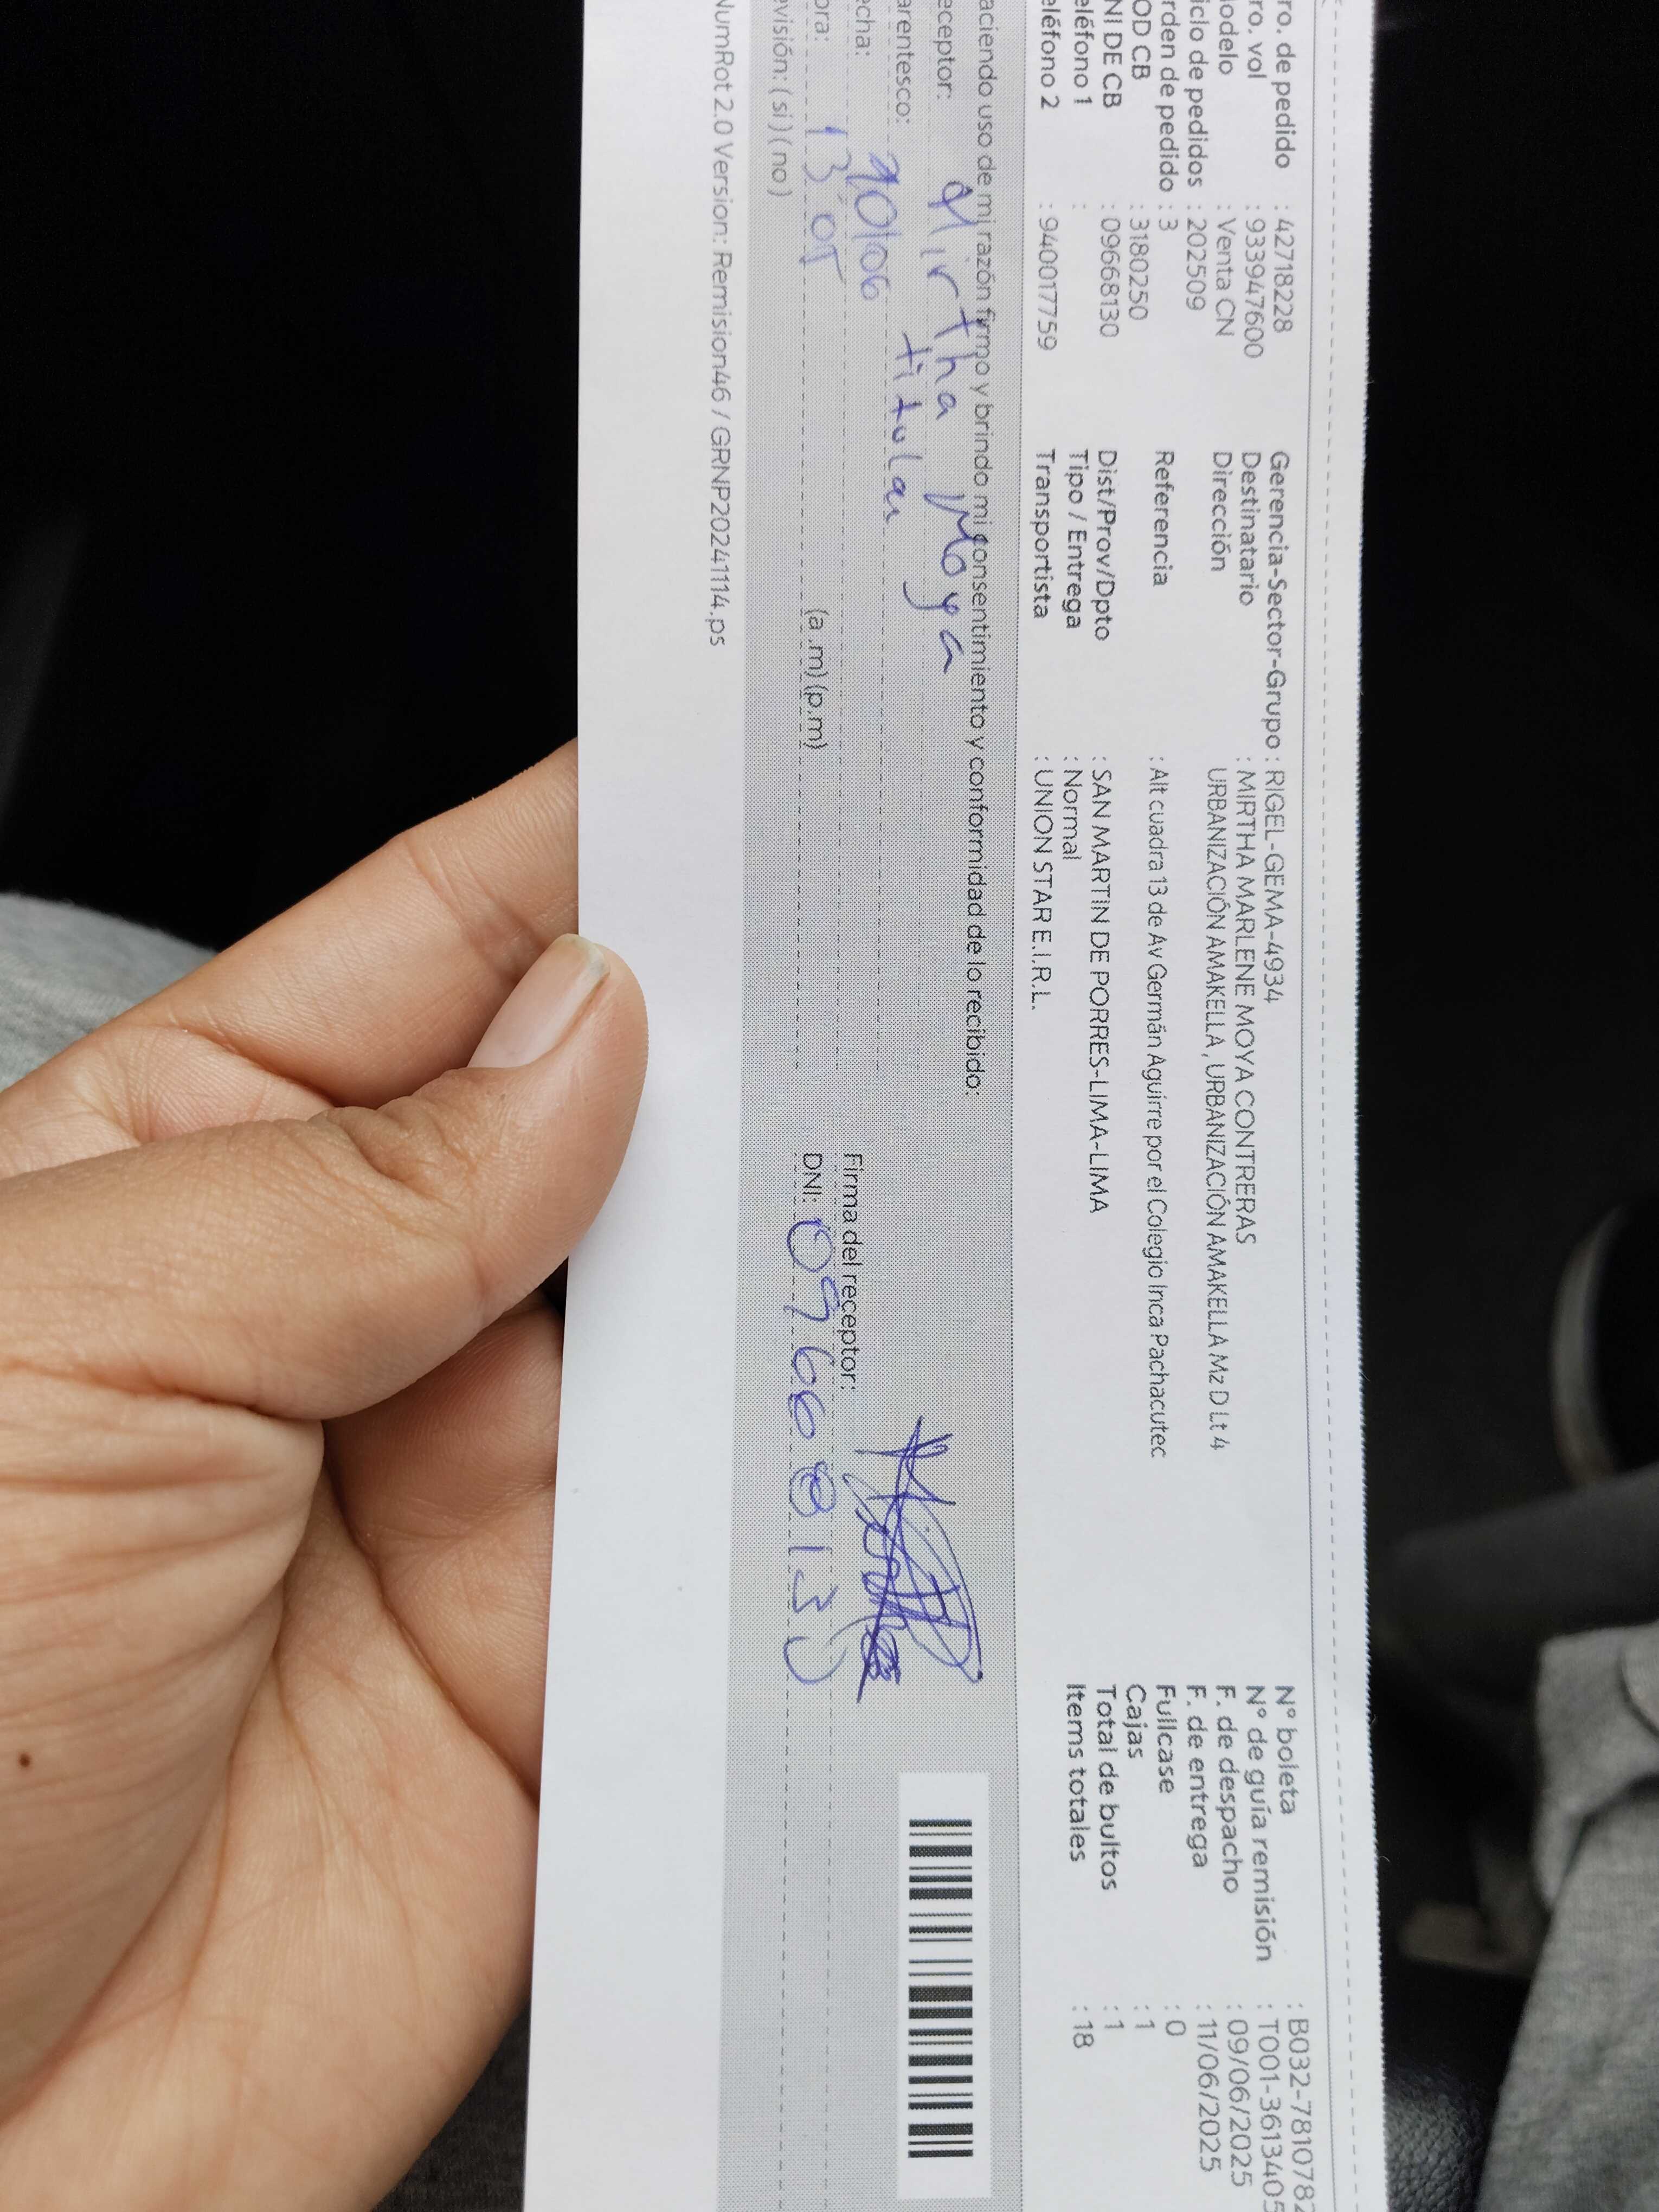 ro. de pedido : 42718228
ro. vol : 933947600
odelo : Venta CN
iclo de pedidos : 202509
rden de pedido : 3
OD CB : 3180250
NI DE CB : 09668130
eléfono 1 :
eléfono 2 : 940017759
Gerencia-Sector-Grupo : RIGEL-GEMA-4934
Destinatario : MIRTHA MARLENE MOYA CONTRERAS
Dirección URBANIZACIÓN AMAKELLA , URBANIZACIÓN AMAKELLA Mz D Lt 4
Referencia : Alt cuadra 13 de Av Germán Aguirre por el Colegio Inca Pachacutec
Dist/Prov/Dpto : SAN MARTIN DE PORRES-LIMA-LIMA
Tipo / Entrega : Normal
Transportista : UNION STAR E.I.R.L.
N° boleta : B032-7810782
N° de guía remisión : T001-3613405
F. de despacho : 09/06/2025
F. de entrega : 11/06/2025
Fullcase : 0
Cajas : 1
Total de bultos : 1
Items totales : 18
aciendo uso de mi razón firmo y brindo mi consentimiento y conformidad de lo recibido:
eceptor: Mirtha Moya
arentesco: titular
echa: 10/06
ora: 13:05 (a.m) (p.m)
evisión: ( si ) ( no )
Firma del receptor:
DNI: 09668130
NumRot 2.0 Version: Remision46 / GRNP20241114.ps